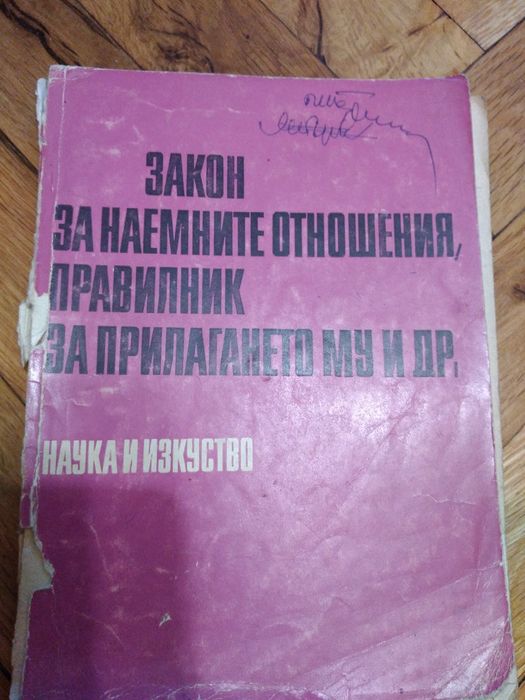 ЗАКОН
ЗА НАЕМНИТЕ ОТНОШЕНИЯ,
ПРАВИЛНИК
ЗА ПРИЛАГАНЕТО МУ И ДР.
НАУКА И ИЗКУСТВО